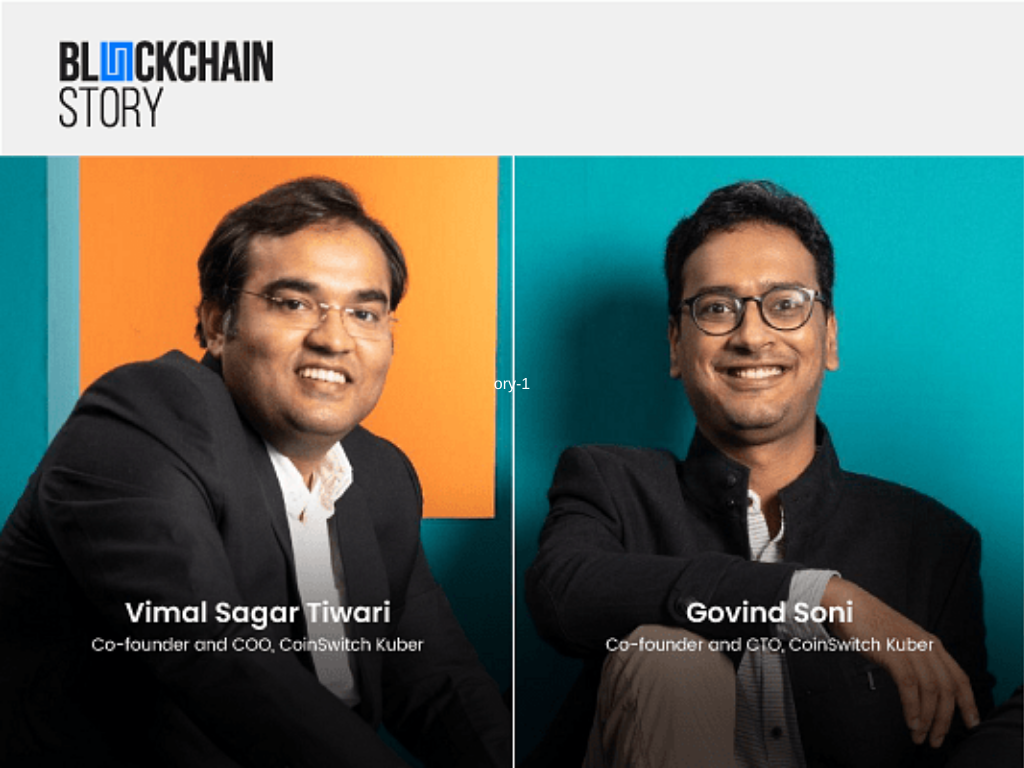 BLOCKCHAIN
STORY
ory-1
Vimal Sagar Tiwari
Co-founder and COO, CoinSwitch Kuber
Govind Soni
Co-founder and CTO, CoinSwitch Kuber